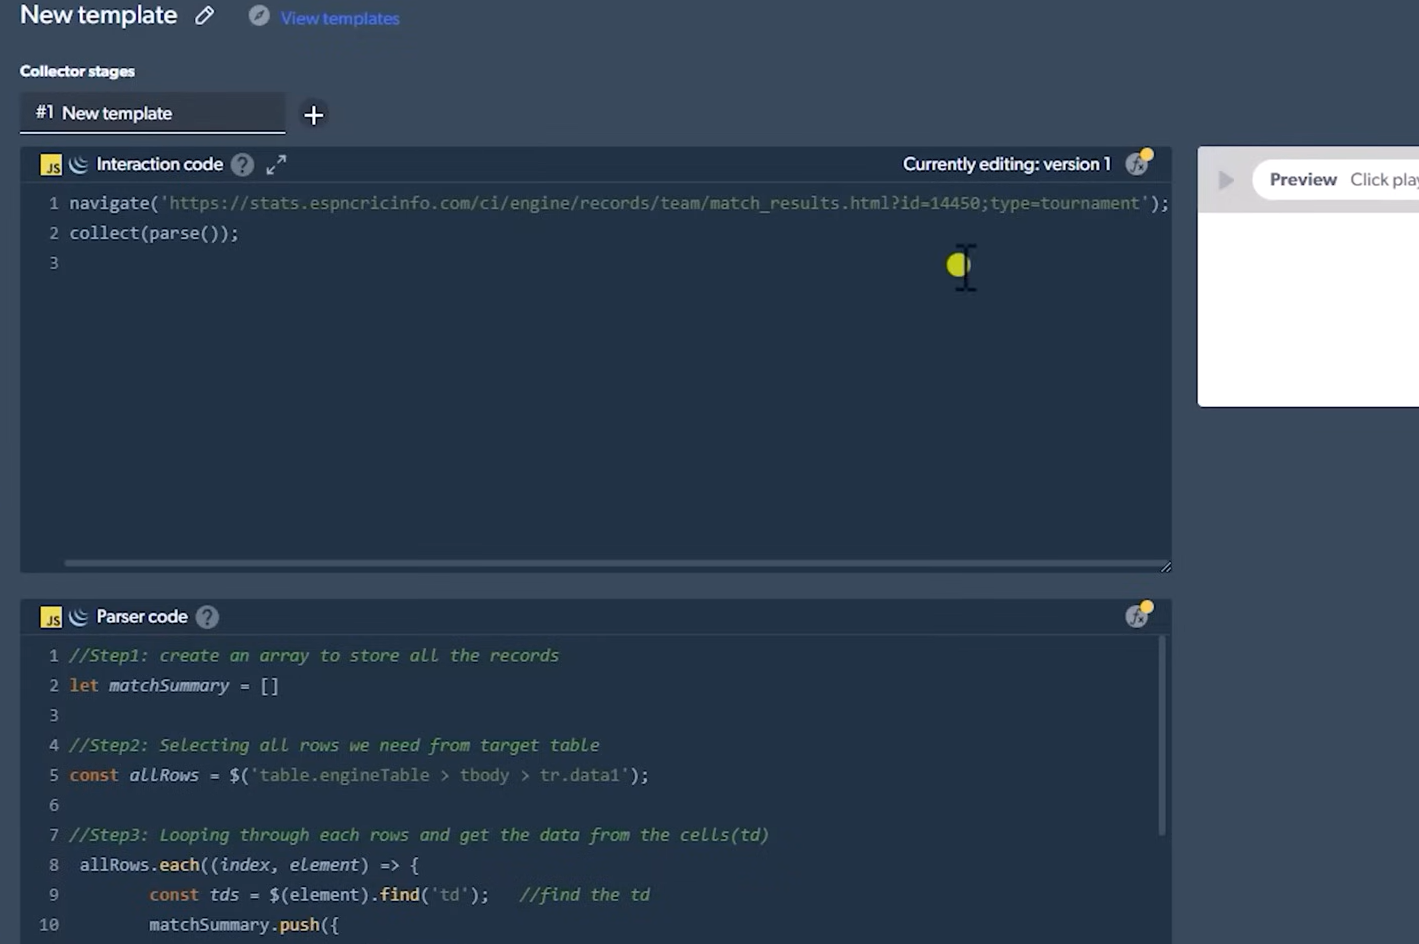 New template View templates
Collector stages
#1 New template +
JS Interaction code ? Currently editing: version 1 fx
1 navigate('https://stats.espncricinfo.com/ci/engine/records/team/match_results.html?id=14450;type=tournament');
2 collect(parse());
3
Preview Click play
JS Parser code ? fx
1 //Step1: create an array to store all the records
2 let matchSummary = []
3
4 //Step2: Selecting all rows we need from target table
5 const allRows = $('table.engineTable > tbody > tr.data1');
6
7 //Step3: Looping through each rows and get the data from the cells(td)
8 allRows.each((index, element) => {
9 const tds = $(element).find('td'); //find the td
10 matchSummary.push({